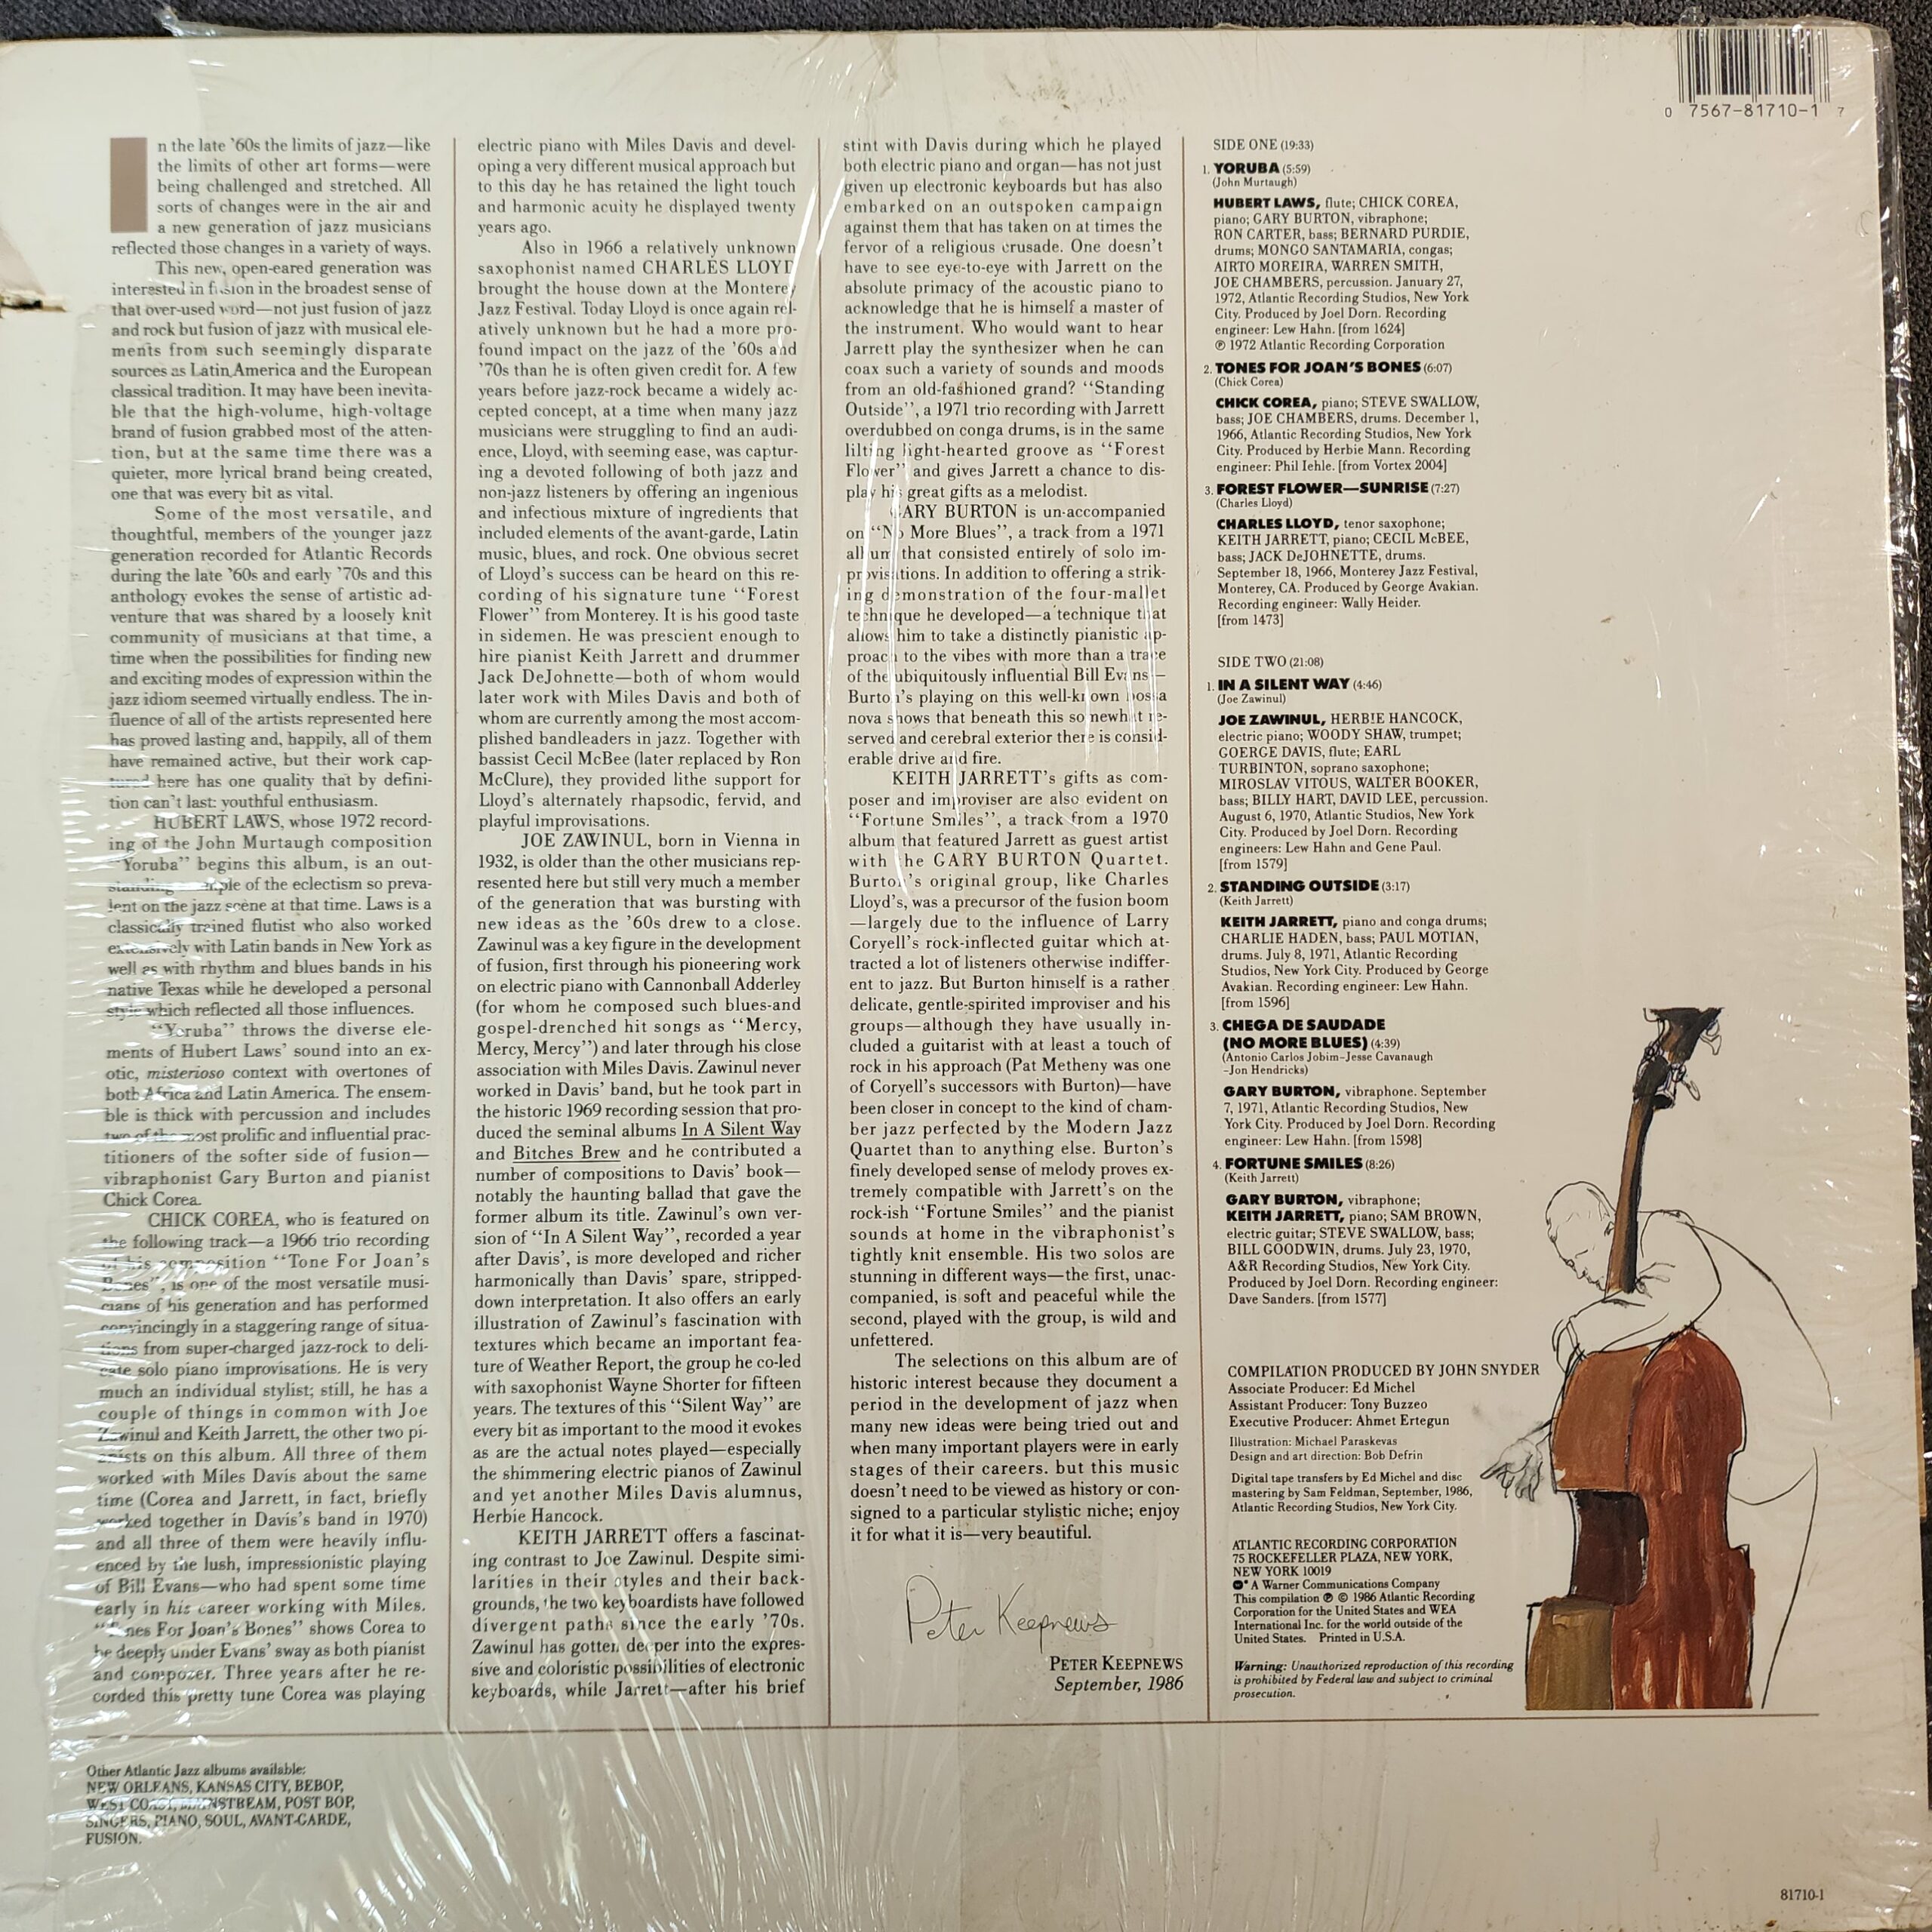 0 7567-81710-1 7
In the late ’60s the limits of jazz—like
the limits of other art forms—were
being challenged and stretched. All
sorts of changes were in the air and
a new generation of jazz musicians
reflected those changes in a variety of ways.
This new, open-eared generation was
interested in fusion in the broadest sense of
that over-used word—not just fusion of jazz
and rock but fusion of jazz with musical ele-
ments from such seemingly disparate
sources as Latin America and the European
classical tradition. It may have been inevita-
ble that the high-volume, high-voltage
brand of fusion grabbed most of the atten-
tion, but at the same time there was a
quieter, more lyrical brand being created,
one that was every bit as vital.
Some of the most versatile, and
thoughtful, members of the younger jazz
generation recorded for Atlantic Records
during the late ’60s and early ’70s and this
anthology evokes the sense of artistic ad-
venture that was shared by a loosely knit
community of musicians at that time, a
time when the possibilities for finding new
and exciting modes of expression within the
jazz idiom seemed virtually endless. The in-
fluence of all of the artists represented here
has proved lasting and, happily, all of them
have remained active, but their work cap-
tured here has one quality that by defini-
tion can’t last: youthful enthusiasm.
HUBERT LAWS, whose 1972 record-
ing of the John Murtaugh composition
“Yoruba” begins this album, is an out-
standing example of the eclectism so preva-
lent on the jazz scene at that time. Laws is a
classically trained flutist who also worked
extensively with Latin bands in New York as
well as with rhythm and blues bands in his
native Texas while he developed a personal
style which reflected all those influences.
“Yoruba” throws the diverse ele-
ments of Hubert Laws’ sound into an ex-
otic, misterioso context with overtones of
both Africa and Latin America. The ensem-
ble is thick with percussion and includes
two of the most prolific and influential prac-
titioners of the softer side of fusion—
vibraphonist Gary Burton and pianist
Chick Corea.
CHICK COREA, who is featured on
the following track—a 1966 trio recording
of his composition “Tone For Joan’s
Bones”, is one of the most versatile musi-
cians of his generation and has performed
convincingly in a staggering range of situa-
tions from super-charged jazz-rock to deli-
cate solo piano improvisations. He is very
much an individual stylist; still, he has a
couple of things in common with Joe
Zawinul and Keith Jarrett, the other two pi-
anists on this album. All three of them
worked with Miles Davis about the same
time (Corea and Jarrett, in fact, briefly
worked together in Davis’s band in 1970)
and all three of them were heavily influ-
enced by the lush, impressionistic playing
of Bill Evans—who had spent some time
early in his career working with Miles.
“Tones For Joan’s Bones” shows Corea to
be deeply under Evans’ sway as both pianist
and composer. Three years after he re-
corded this pretty tune Corea was playing
electric piano with Miles Davis and devel-
oping a very different musical approach but
to this day he has retained the light touch
and harmonic acuity he displayed twenty
years ago.
Also in 1966 a relatively unknown
saxophonist named CHARLES LLOYD
brought the house down at the Monterey
Jazz Festival. Today Lloyd is once again rel-
atively unknown but he had a more pro-
found impact on the jazz of the ’60s and
’70s than he is often given credit for. A few
years before jazz-rock became a widely ac-
cepted concept, at a time when many jazz
musicians were struggling to find an audi-
ence, Lloyd, with seeming ease, was captur-
ing a devoted following of both jazz and
non-jazz listeners by offering an ingenious
and infectious mixture of ingredients that
included elements of the avant-garde, Latin
music, blues, and rock. One obvious secret
of Lloyd’s success can be heard on this re-
cording of his signature tune “Forest
Flower” from Monterey. It is his good taste
in sidemen. He was prescient enough to
hire pianist Keith Jarrett and drummer
Jack DeJohnette—both of whom would
later work with Miles Davis and both of
whom are currently among the most accom-
plished bandleaders in jazz. Together with
bassist Cecil McBee (later replaced by Ron
McClure), they provided lithe support for
Lloyd’s alternately rhapsodic, fervid, and
playful improvisations.
JOE ZAWINUL, born in Vienna in
1932, is older than the other musicians rep-
resented here but still very much a member
of the generation that was bursting with
new ideas as the ’60s drew to a close.
Zawinul was a key figure in the development
of fusion, first through his pioneering work
on electric piano with Cannonball Adderley
(for whom he composed such blues-and
gospel-drenched hit songs as “Mercy,
Mercy, Mercy”) and later through his close
association with Miles Davis. Zawinul never
worked in Davis’ band, but he took part in
the historic 1969 recording session that pro-
duced the seminal albums In A Silent Way
and Bitches Brew and he contributed a
number of compositions to Davis’ book—
notably the haunting ballad that gave the
former album its title. Zawinul’s own ver-
sion of “In A Silent Way”, recorded a year
after Davis’, is more developed and richer
harmonically than Davis’ spare, stripped-
down interpretation. It also offers an early
illustration of Zawinul’s fascination with
textures which became an important fea-
ture of Weather Report, the group he co-led
with saxophonist Wayne Shorter for fifteen
years. The textures of this “Silent Way” are
every bit as important to the mood it evokes
as are the actual notes played—especially
the shimmering electric pianos of Zawinul
and yet another Miles Davis alumnus,
Herbie Hancock.
KEITH JARRETT offers a fascinat-
ing contrast to Joe Zawinul. Despite simi-
larities in their styles and their back-
grounds, the two keyboardists have followed
divergent paths since the early ’70s.
Zawinul has gotten deeper into the expres-
sive and coloristic possibilities of electronic
keyboards, while Jarrett—after his brief
stint with Davis during which he played
both electric piano and organ—has not just
given up electronic keyboards but has also
embarked on an outspoken campaign
against them that has taken on at times the
fervor of a religious crusade. One doesn’t
have to see eye-to-eye with Jarrett on the
absolute primacy of the acoustic piano to
acknowledge that he is himself a master of
the instrument. Who would want to hear
Jarrett play the synthesizer when he can
coax such a variety of sounds and moods
from an old-fashioned grand? “Standing
Outside”, a 1971 trio recording with Jarrett
overdubbed on conga drums, is in the same
lilting light-hearted groove as “Forest
Flower” and gives Jarrett a chance to dis-
play his great gifts as a melodist.
GARY BURTON is un-accompanied
on “No More Blues”, a track from a 1971
album that consisted entirely of solo im-
provisations. In addition to offering a strik-
ing demonstration of the four-mallet
technique he developed—a technique that
allows him to take a distinctly pianistic ap-
proach to the vibes with more than a trace
of the ubiquitously influential Bill Evans—
Burton’s playing on this well-known bossa
nova shows that beneath this somewhat re-
served and cerebral exterior there is consid-
erable drive and fire.
KEITH JARRETT’s gifts as com-
poser and improviser are also evident on
“Fortune Smiles”, a track from a 1970
album that featured Jarrett as guest artist
with the GARY BURTON Quartet.
Burton’s original group, like Charles
Lloyd’s, was a precursor of the fusion boom
—largely due to the influence of Larry
Coryell’s rock-inflected guitar which at-
tracted a lot of listeners otherwise indiffer-
ent to jazz. But Burton himself is a rather
delicate, gentle-spirited improviser and his
groups—although they have usually in-
cluded a guitarist with at least a touch of
rock in his approach (Pat Metheny was one
of Coryell’s successors with Burton)—have
been closer in concept to the kind of cham-
ber jazz perfected by the Modern Jazz
Quartet than to anything else. Burton’s
finely developed sense of melody proves ex-
tremely compatible with Jarrett’s on the
rock-ish “Fortune Smiles” and the pianist
sounds at home in the vibraphonist’s
tightly knit ensemble. His two solos are
stunning in different ways—the first, unac-
companied, is soft and peaceful while the
second, played with the group, is wild and
unfettered.
The selections on this album are of
historic interest because they document a
period in the development of jazz when
many new ideas were being tried out and
when many important players were in early
stages of their careers. but this music
doesn’t need to be viewed as history or con-
signed to a particular stylistic niche; enjoy
it for what it is—very beautiful.
Peter Keepnews
PETER KEEPNEWS
September, 1986
SIDE ONE (19:33)
1. YORUBA (5:59)
(John Murtaugh)
HUBERT LAWS, flute; CHICK COREA,
piano; GARY BURTON, vibraphone;
RON CARTER, bass; BERNARD PURDIE,
drums; MONGO SANTAMARIA, congas;
AIRTO MOREIRA, WARREN SMITH,
JOE CHAMBERS, percussion. January 27,
1972, Atlantic Recording Studios, New York
City. Produced by Joel Dorn. Recording
engineer: Lew Hahn. [from 1624]
℗ 1972 Atlantic Recording Corporation
2. TONES FOR JOAN’S BONES (6:07)
(Chick Corea)
CHICK COREA, piano; STEVE SWALLOW,
bass; JOE CHAMBERS, drums. December 1,
1966, Atlantic Recording Studios, New York
City. Produced by Herbie Mann. Recording
engineer: Phil Iehle. [from Vortex 2004]
3. FOREST FLOWER—SUNRISE (7:27)
(Charles Lloyd)
CHARLES LLOYD, tenor saxophone;
KEITH JARRETT, piano; CECIL McBEE,
bass; JACK DeJOHNETTE, drums.
September 18, 1966, Monterey Jazz Festival,
Monterey, CA. Produced by George Avakian.
Recording engineer: Wally Heider.
[from 1473]
SIDE TWO (21:08)
1. IN A SILENT WAY (4:46)
(Joe Zawinul)
JOE ZAWINUL, HERBIE HANCOCK,
electric piano; WOODY SHAW, trumpet;
GOERGE DAVIS, flute; EARL
TURBINTON, soprano saxophone;
MIROSLAV VITOUS, WALTER BOOKER,
bass; BILLY HART, DAVID LEE, percussion.
August 6, 1970, Atlantic Studios, New York
City. Produced by Joel Dorn. Recording
engineers: Lew Hahn and Gene Paul.
[from 1579]
2. STANDING OUTSIDE (3:17)
(Keith Jarrett)
KEITH JARRETT, piano and conga drums;
CHARLIE HADEN, bass; PAUL MOTIAN,
drums. July 8, 1971, Atlantic Recording
Studios, New York City. Produced by George
Avakian. Recording engineer: Lew Hahn.
[from 1596]
3. CHEGA DE SAUDADE
(NO MORE BLUES) (4:39)
(Antonio Carlos Jobim–Jesse Cavanaugh
–Jon Hendricks)
GARY BURTON, vibraphone. September
7, 1971, Atlantic Recording Studios, New
York City. Produced by Joel Dorn. Recording
engineer: Lew Hahn. [from 1598]
4. FORTUNE SMILES (8:26)
(Keith Jarrett)
GARY BURTON, vibraphone;
KEITH JARRETT, piano; SAM BROWN,
electric guitar; STEVE SWALLOW, bass;
BILL GOODWIN, drums. July 23, 1970,
A&R Recording Studios, New York City.
Produced by Joel Dorn. Recording engineer:
Dave Sanders. [from 1577]
COMPILATION PRODUCED BY JOHN SNYDER
Associate Producer: Ed Michel
Assistant Producer: Tony Buzzeo
Executive Producer: Ahmet Ertegun
Illustration: Michael Paraskevas
Design and art direction: Bob Defrin
Digital tape transfers by Ed Michel and disc
mastering by Sam Feldman, September, 1986,
Atlantic Recording Studios, New York City.
ATLANTIC RECORDING CORPORATION
75 ROCKEFELLER PLAZA, NEW YORK,
NEW YORK 10019
A Warner Communications Company
This compilation ℗ © 1986 Atlantic Recording
Corporation for the United States and WEA
International Inc. for the world outside of the
United States. Printed in U.S.A.
Warning: Unauthorized reproduction of this recording
is prohibited by Federal law and subject to criminal
prosecution.
Other Atlantic Jazz albums available:
NEW ORLEANS, KANSAS CITY, BEBOP,
WEST COAST, MAINSTREAM, POST BOP,
SINGERS, PIANO, SOUL, AVANT-GARDE,
FUSION.
81710-1